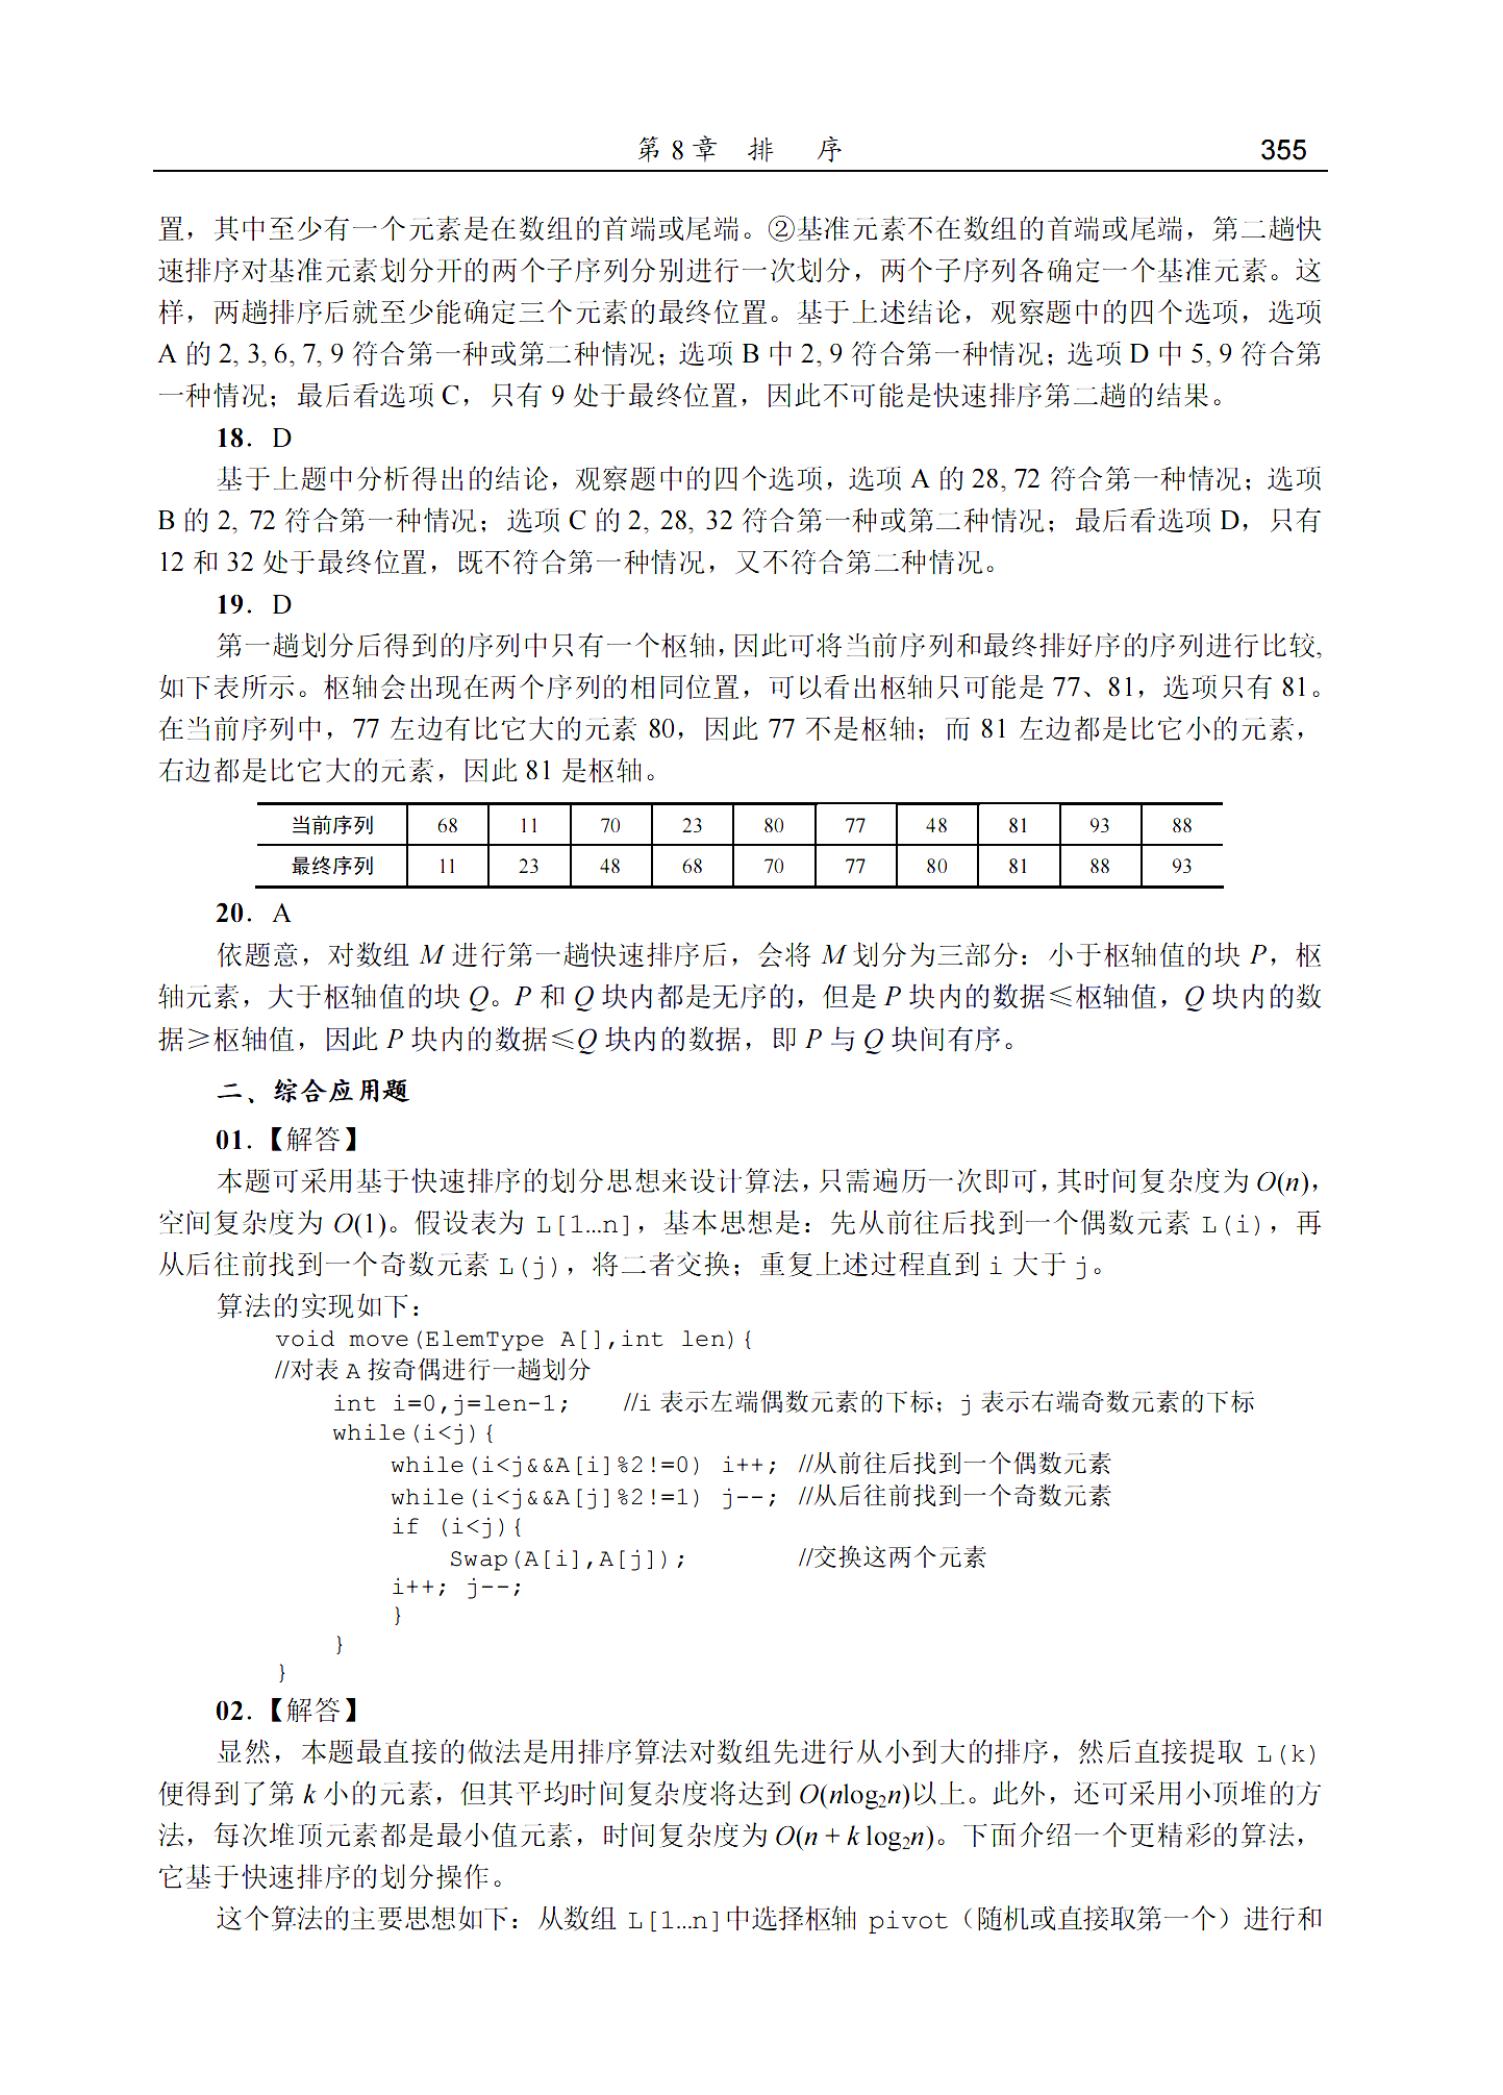 第 8 章 排 序 355
置，其中至少有一个元素是在数组的首端或尾端。②基准元素不在数组的首端或尾端，第二趟快
速排序对基准元素划分开的两个子序列分别进行一次划分，两个子序列各确定一个基准元素。这
样，两趟排序后就至少能确定三个元素的最终位置。基于上述结论，观察题中的四个选项，选项
A 的 2, 3, 6, 7, 9 符合第一种或第二种情况；选项 B 中 2, 9 符合第一种情况；选项 D 中 5, 9 符合第
一种情况；最后看选项 C，只有 9 处于最终位置，因此不可能是快速排序第二趟的结果。
18. D
基于上题中分析得出的结论，观察题中的四个选项，选项 A 的 28, 72 符合第一种情况；选项
B 的 2, 72 符合第一种情况；选项 C 的 2, 28, 32 符合第一种或第二种情况；最后看选项 D，只有
12 和 32 处于最终位置，既不符合第一种情况，又不符合第二种情况。
19. D
第一趟划分后得到的序列中只有一个枢轴，因此可将当前序列和最终排好序的序列进行比较，
如下表所示。枢轴会出现在两个序列的相同位置，可以看出枢轴只可能是 77、81，选项只有 81。
在当前序列中，77 左边有比它大的元素 80，因此 77 不是枢轴；而 81 左边都是比它小的元素，
右边都是比它大的元素，因此 81 是枢轴。
当前序列 68 11 70 23 80 77 48 81 93 88
最终序列 11 23 48 68 70 77 80 81 88 93
20. A
依题意，对数组 M 进行第一趟快速排序后，会将 M 划分为三部分：小于枢轴值的块 P，枢
轴元素，大于枢轴值的块 Q。P 和 Q 块内都是无序的，但是 P 块内的数据≤枢轴值，Q 块内的数
据≥枢轴值，因此 P 块内的数据≤Q 块内的数据，即 P 与 Q 块间有序。
二、综合应用题
01.【解答】
本题可采用基于快速排序的划分思想来设计算法，只需遍历一次即可，其时间复杂度为 O(n)，
空间复杂度为 O(1)。假设表为 L[1…n]，基本思想是：先从前往后找到一个偶数元素 L(i)，再
从后往前找到一个奇数元素 L(j)，将二者交换；重复上述过程直到 i 大于 j。
算法的实现如下：
void move(ElemType A[],int len){
//对表 A 按奇偶进行一趟划分
int i=0,j=len-1; //i 表示左端偶数元素的下标；j 表示右端奇数元素的下标
while(i<j){
while(i<j&&A[i]%2!=0) i++; //从前往后找到一个偶数元素
while(i<j&&A[j]%2!=1) j--; //从后往前找到一个奇数元素
if (i<j){
Swap(A[i],A[j]); //交换这两个元素
i++; j--;
}
}
}
02.【解答】
显然，本题最直接的做法是用排序算法对数组先进行从小到大的排序，然后直接提取 L(k)
便得到了第 k 小的元素，但其平均时间复杂度将达到 O(nlog₂n)以上。此外，还可采用小顶堆的方
法，每次堆顶元素都是最小值元素，时间复杂度为 O(n + k log₂n)。下面介绍一个更精彩的算法，
它基于快速排序的划分操作。
这个算法的主要思想如下：从数组 L[1…n]中选择枢轴 pivot（随机或直接取第一个）进行和